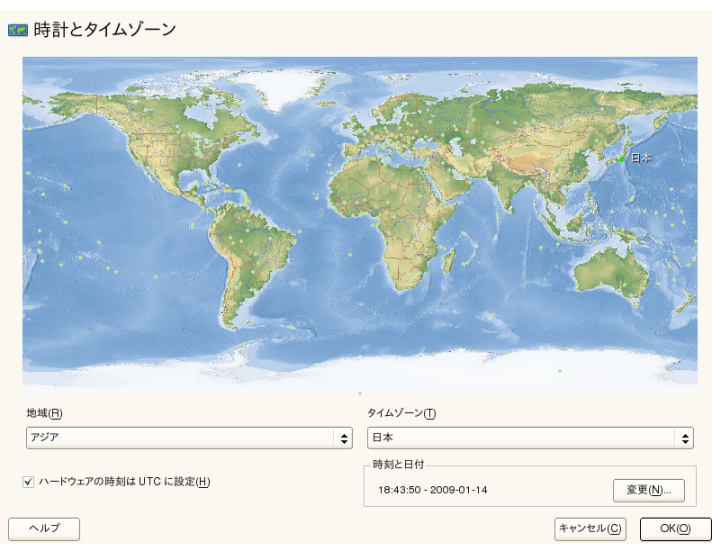 時計とタイムゾーン
日本
地域(R)
タイムゾーン(T)
アジア
日本
ハードウェアの時刻は UTC に設定(H)
時刻と日付
18:43:50 - 2009-01-14
変更(N)...
ヘルプ
キャンセル(C)
OK(O)